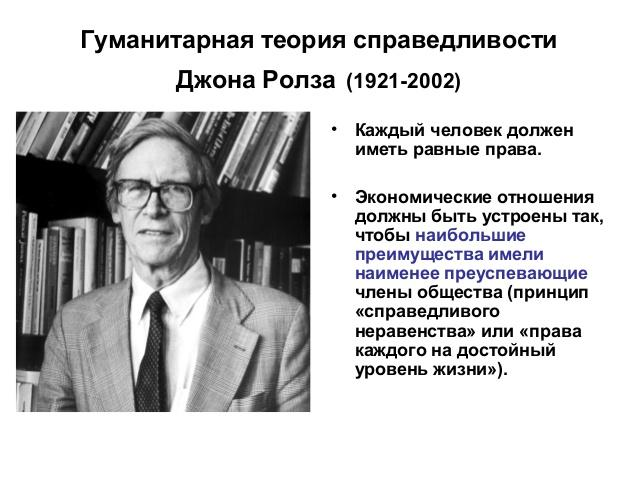 Гуманитарная теория справедливости
Джона Ролза (1921-2002)
• Каждый человек должен
иметь равные права.
• Экономические отношения
должны быть устроены так,
чтобы наибольшие
преимущества имели
наименее преуспевающие
члены общества (принцип
«справедливого
неравенства» или «права
каждого на достойный
уровень жизни»).